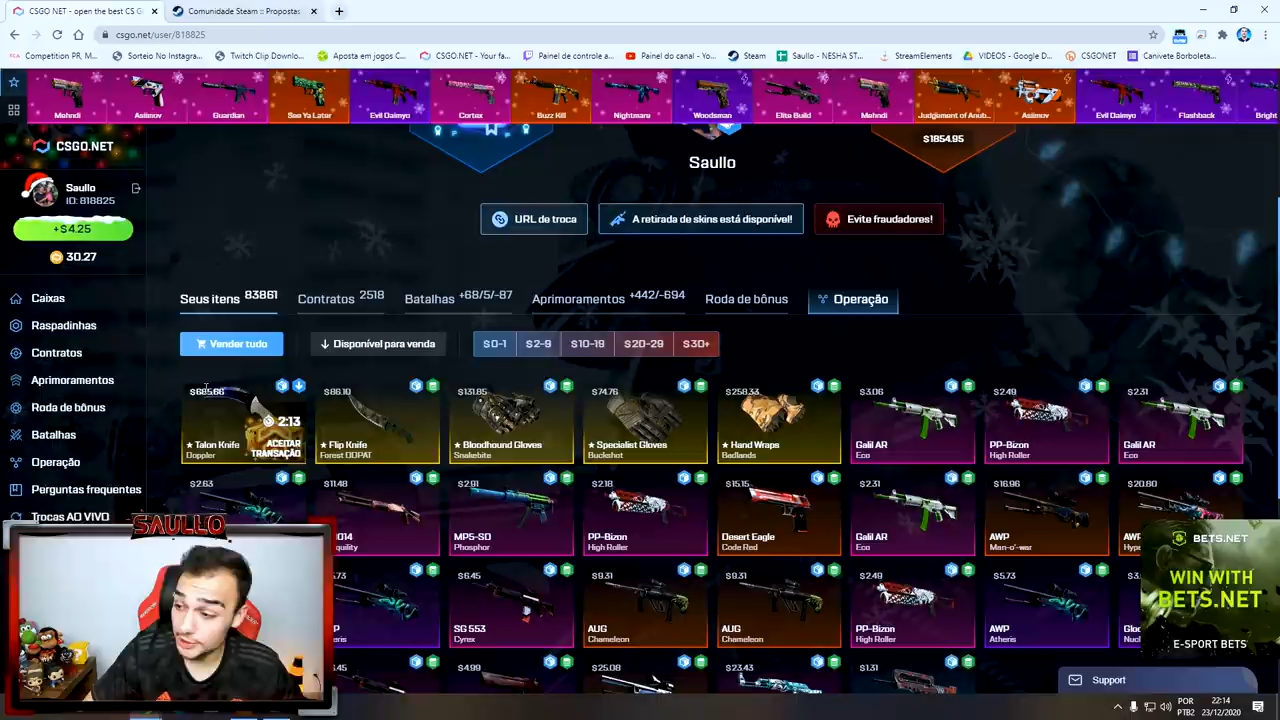 CSGO NET - open the best CS G
Comunidade Steam :: Propostas
csgo.net/user/818825
Competition PR, M...
Sorteio No Instagra...
Twitch Clip Downlo...
Aposta em jogos C...
CSGO.NET - Your fa...
Painel de controle a...
Painel do canal - Yo...
Steam
Saullo - NESHA ST...
StreamElements
VIDEOS - Google D...
CSGONET
Canivete Borboleta...
Mehndi
Asiimov
Guardian
See Ya Later
Evil Daimyo
Cortex
Buzz Kill
Nightmare
Woodsman
Elite Build
Mehndi
Judgement of Anub...
Asiimov
Evil Daimyo
Flashback
Bright
CSGO.NET
$1854.95
Saullo
Saullo
ID: 818825
+$4.25
30.27
URL de troca
A retirada de skins está disponível!
Evite fraudadores!
Caixas
Raspadinhas
Contratos
Aprimoramentos
Roda de bônus
Batalhas
Operação
Perguntas frequentes
Trocas AO VIVO
Seus itens 83861
Contratos 2518
Batalhas +68/5/-87
Aprimoramentos +442/-694
Roda de bônus
Operação
Vender tudo
Disponível para venda
$0-1
$2-9
$10-19
$20-29
$30+
2:13
ACEITAR
TRANSAÇÃO
★ Talon Knife
Doppler
$86.10
★ Flip Knife
Forest DDPAT
$131.85
★ Bloodhound Gloves
Snakebite
$74.76
★ Specialist Gloves
Buckshot
$258.33
★ Hand Wraps
Badlands
$3.06
Galil AR
Eco
$2.49
PP-Bizon
High Roller
$2.31
Galil AR
Eco
$2.63
$11.48
$2.91
MP5-SD
Phosphor
$2.18
PP-Bizon
High Roller
$15.15
Desert Eagle
Code Red
$2.31
Galil AR
Eco
$16.96
AWP
Man-o'-war
$20.80
$6.45
SG 553
Cyrex
$9.31
AUG
Chameleon
$9.31
AUG
Chameleon
$2.49
PP-Bizon
High Roller
$5.73
AWP
Atheris
$4.99
$25.08
$23.43
$1.31
SAULLO
BETS.NET
WIN WITH
BETS.NET
E-SPORT BETS
Support
POR
PTB2
22:14
23/12/2020